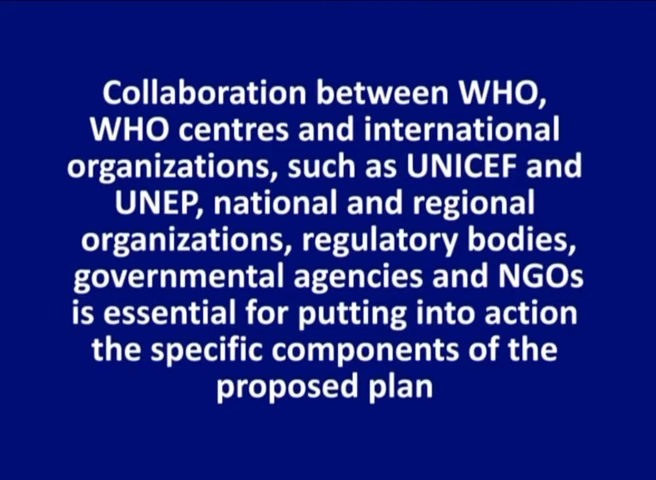 Collaboration between WHO,
WHO centres and international
organizations, such as UNICEF and
UNEP, national and regional
organizations, regulatory bodies,
governmental agencies and NGOs
is essential for putting into action
the specific components of the
proposed plan